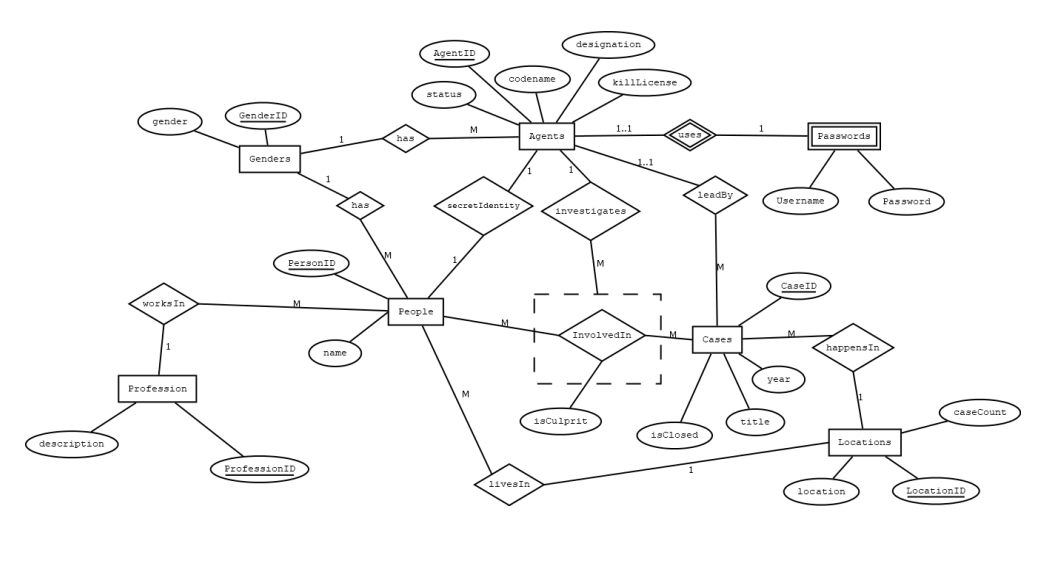 designation
AgentID
codename
killLicense
status
gender
GenderID
Genders
1
has
M
Agents
1..1
uses
1
Passwords
1
has
1
secretIdentity
1
investigates
1..1
leadBy
Username
Password
M
1
M
M
PersonID
CaseID
worksIn
M
People
M
InvolvedIn
M
Cases
M
happensIn
1
name
year
Profession
M
1
description
isCulprit
isClosed
title
caseCount
Locations
ProfessionID
livesIn
1
location
LocationID